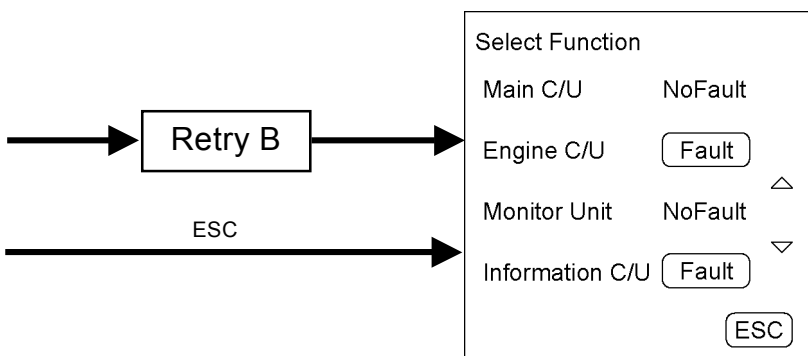 Retry B
ESC
Select Function
Main C/U NoFault
Engine C/U Fault
Monitor Unit NoFault
Information C/U Fault
ESC